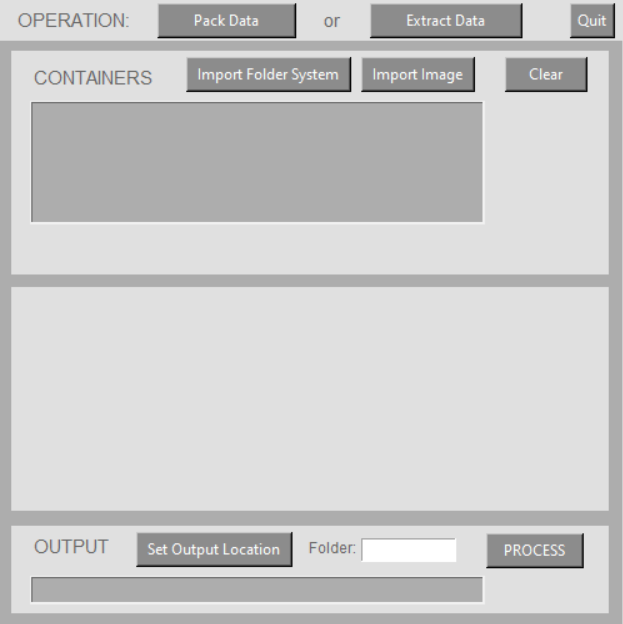 OPERATION: Pack Data or Extract Data Quit
CONTAINERS Import Folder System Import Image Clear
OUTPUT Set Output Location Folder: PROCESS